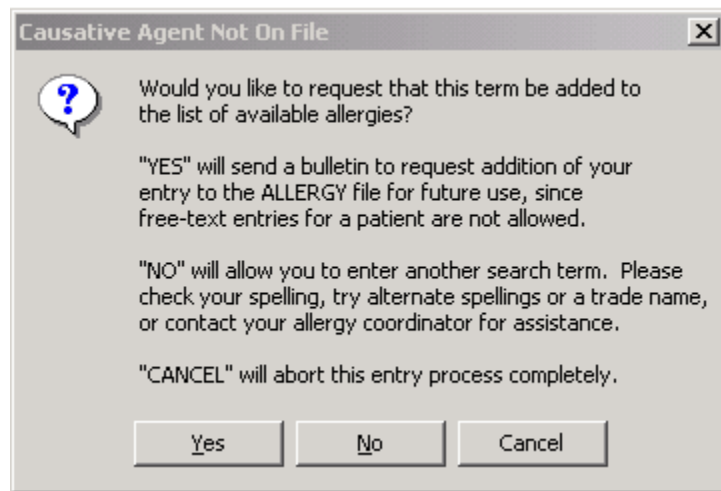 Causative Agent Not On File
Would you like to request that this term be added to
the list of available allergies?
"YES" will send a bulletin to request addition of your
entry to the ALLERGY file for future use, since
free-text entries for a patient are not allowed.
"NO" will allow you to enter another search term.  Please
check your spelling, try alternate spellings or a trade name,
or contact your allergy coordinator for assistance.
"CANCEL" will abort this entry process completely.
Yes No Cancel